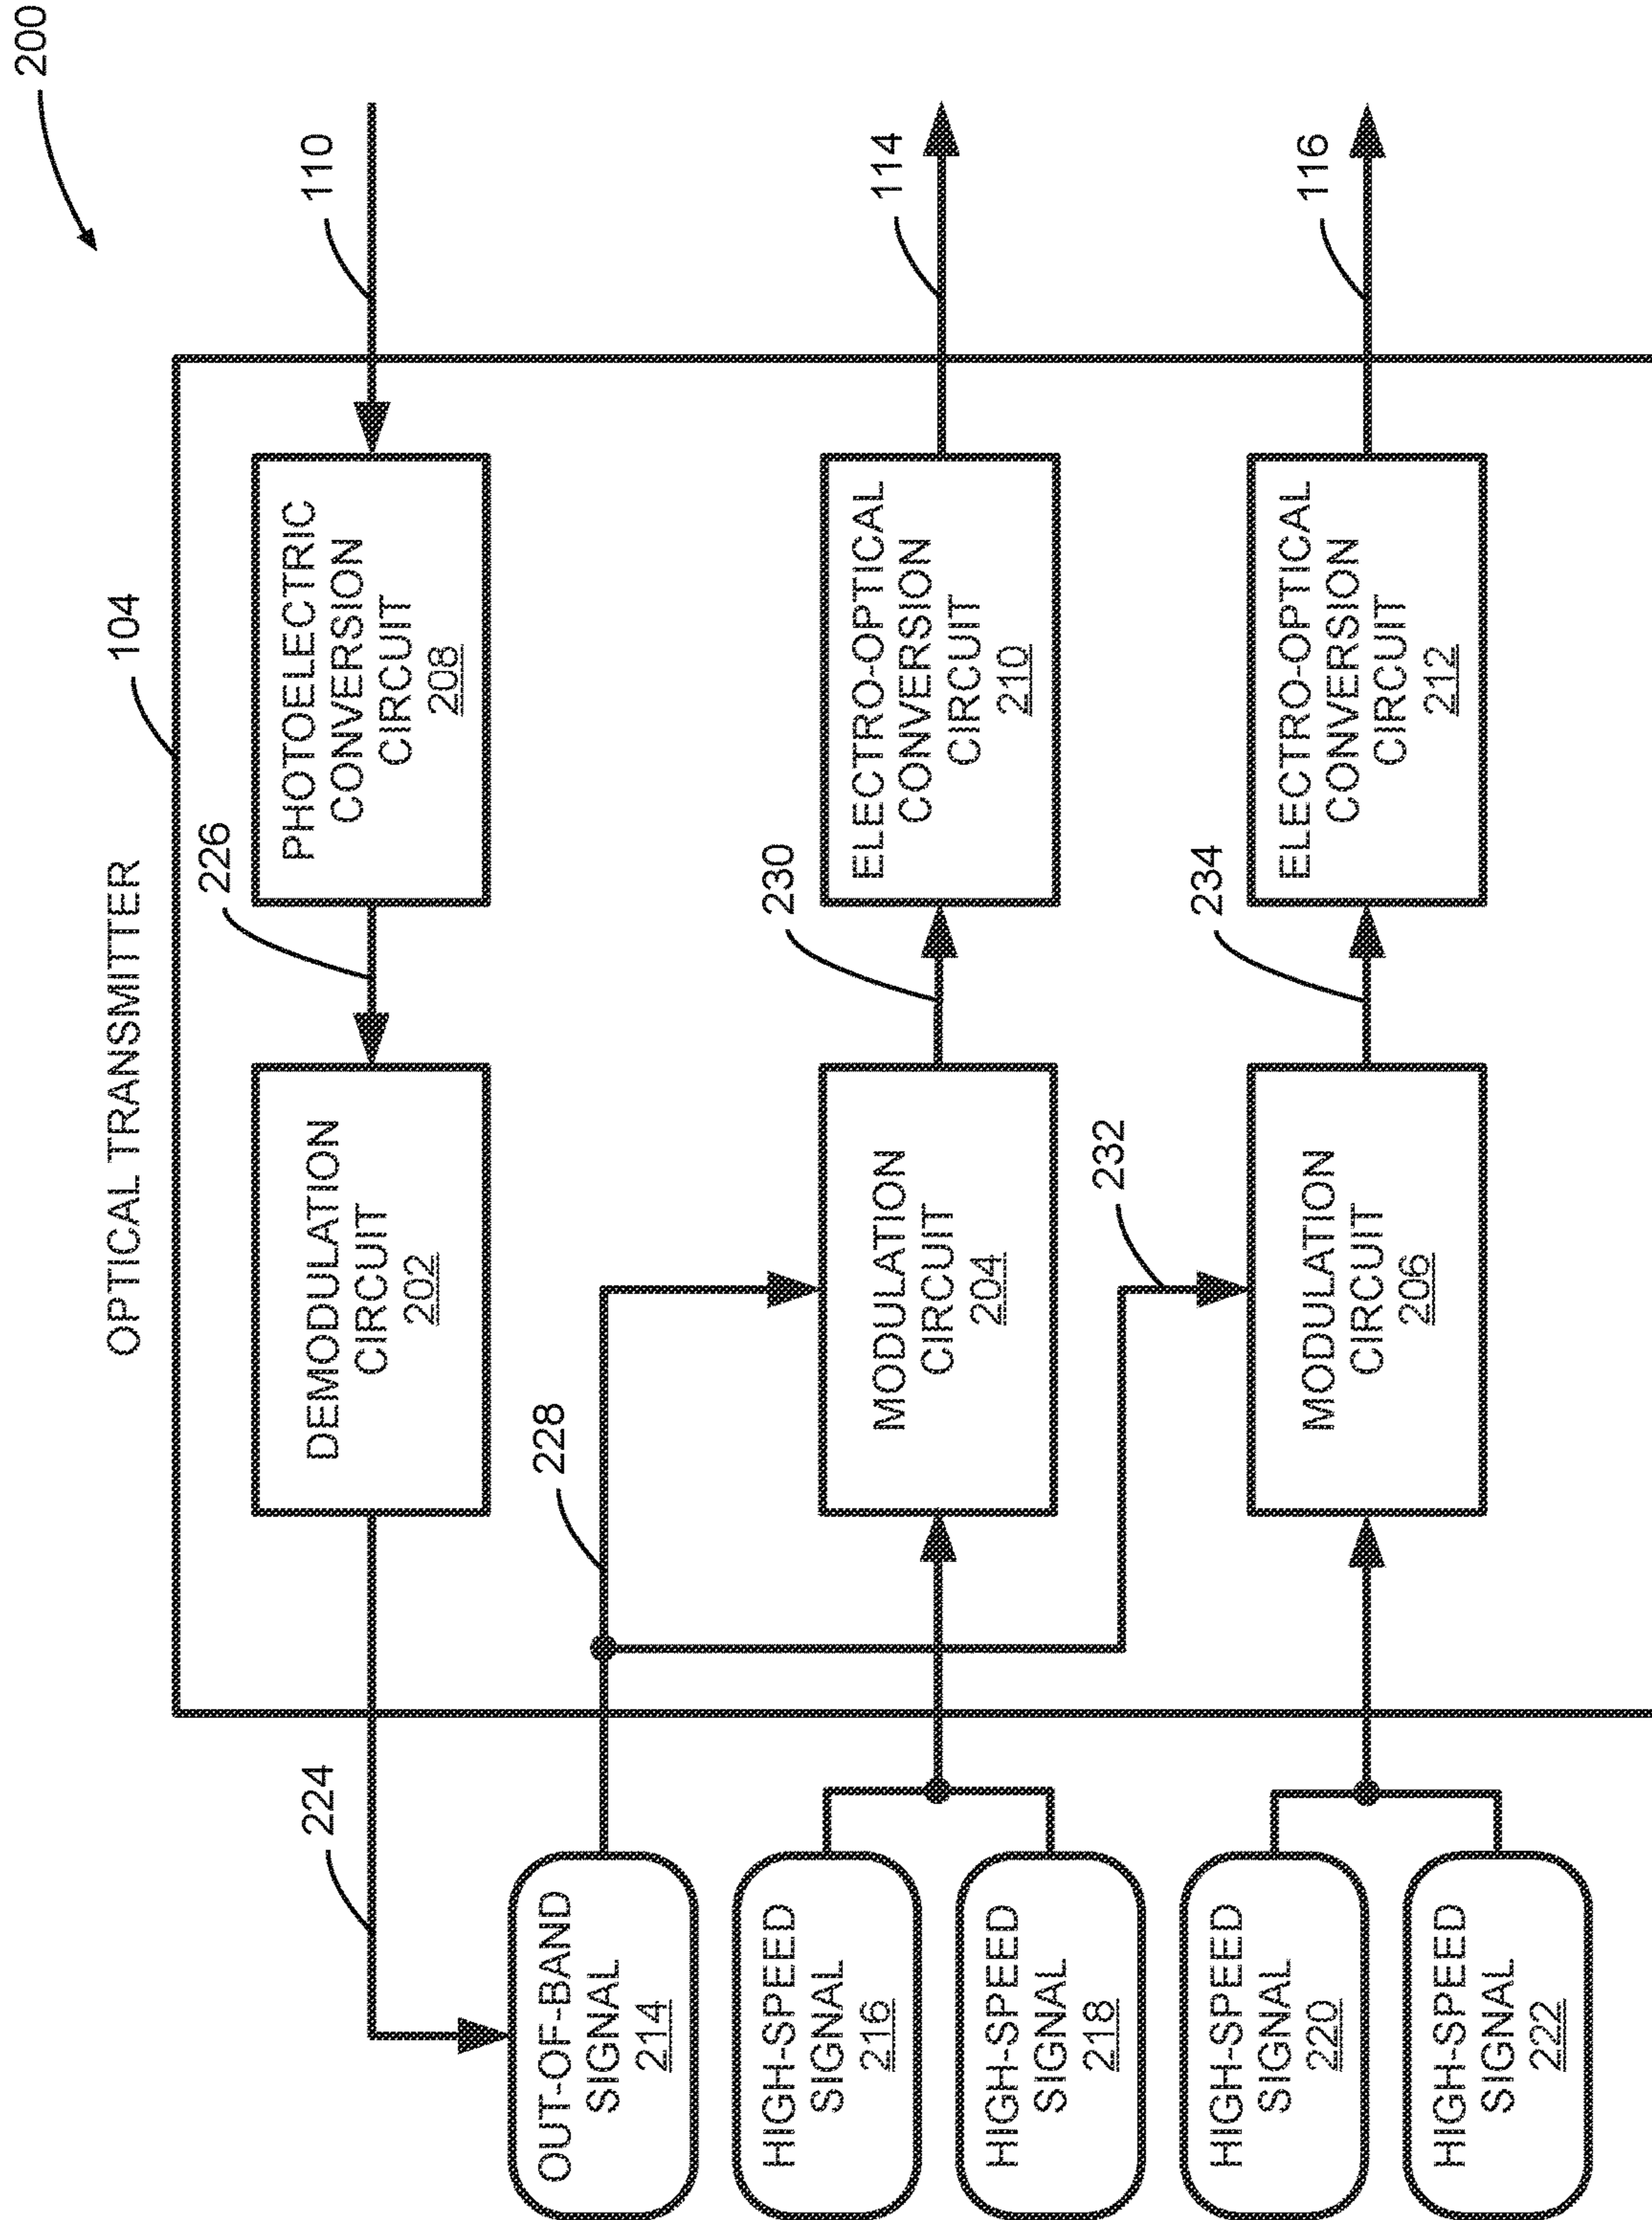 200
OPTICAL TRANSMITTER
104
224
DEMODULATION
CIRCUIT
202
226
PHOTOELECTRIC
CONVERSION
CIRCUIT
208
110
OUT-OF-BAND
SIGNAL
214
228
HIGH-SPEED
SIGNAL
216
HIGH-SPEED
SIGNAL
218
MODULATION
CIRCUIT
204
230
ELECTRO-OPTICAL
CONVERSION
CIRCUIT
210
114
232
HIGH-SPEED
SIGNAL
220
HIGH-SPEED
SIGNAL
222
MODULATION
CIRCUIT
206
234
ELECTRO-OPTICAL
CONVERSION
CIRCUIT
212
116